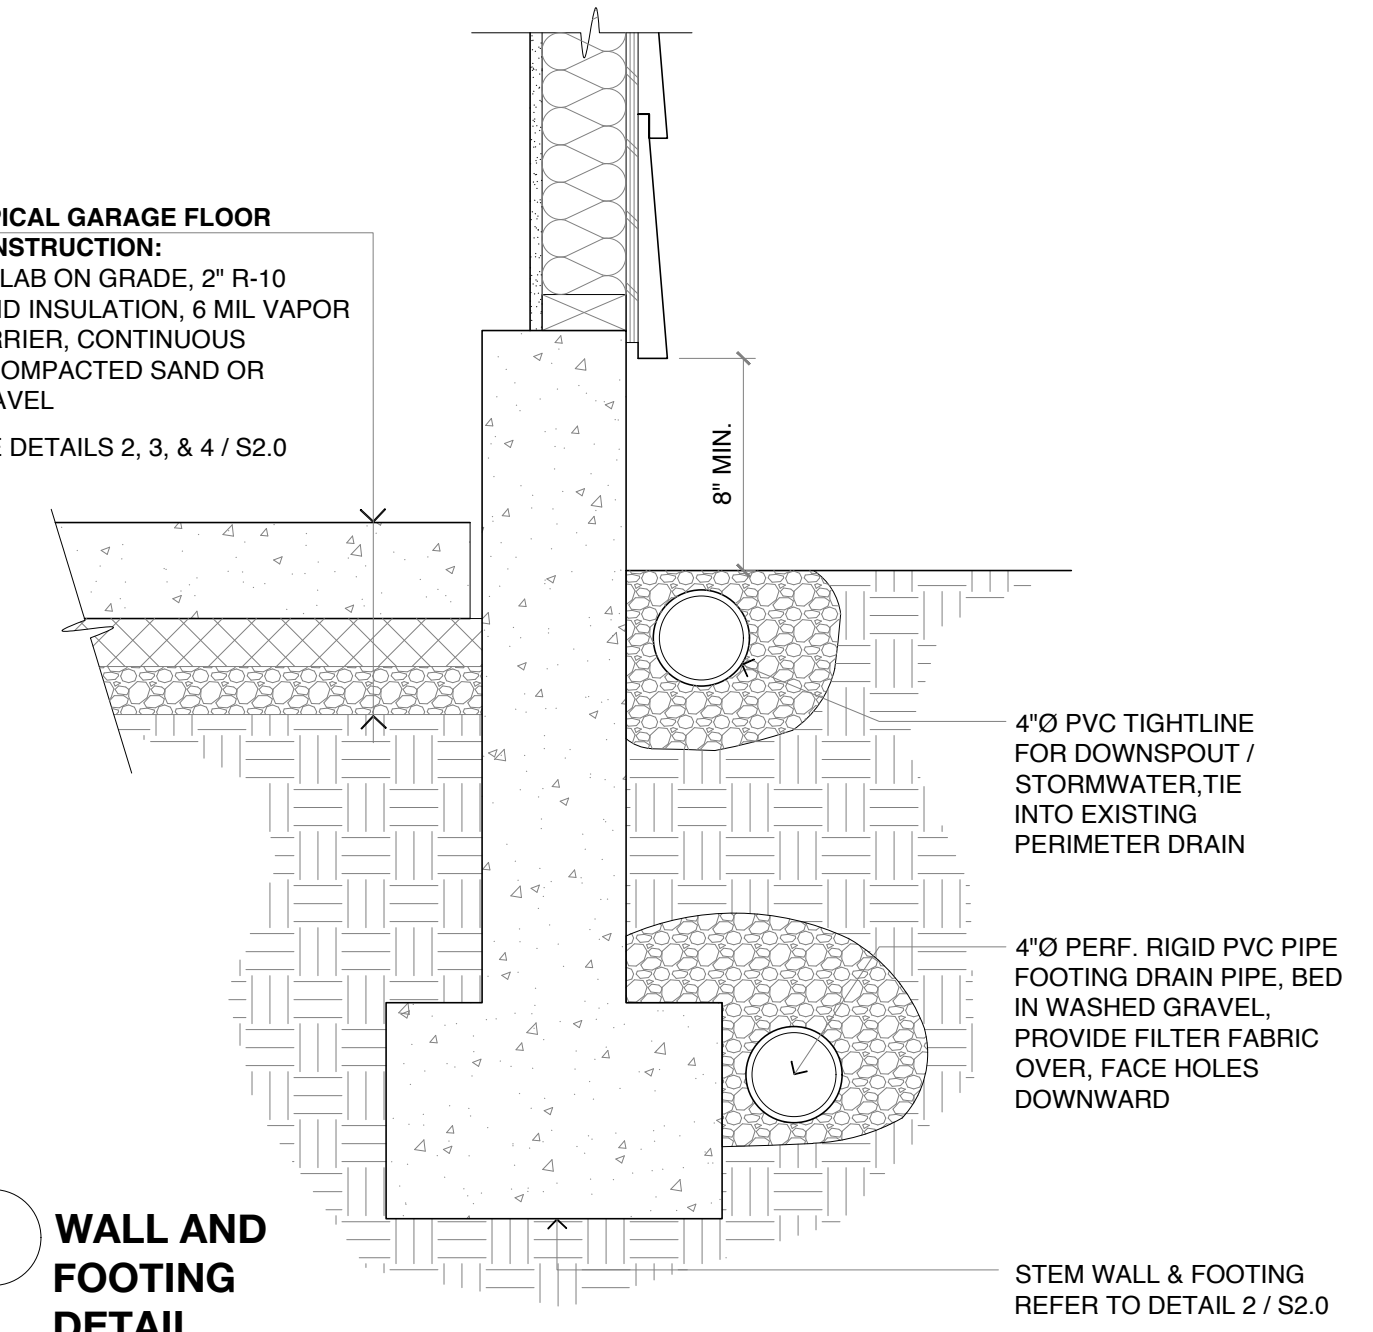 PICAL GARAGE FLOOR
NSTRUCTION:
LAB ON GRADE, 2" R-10
ID INSULATION, 6 MIL VAPOR
RRIER, CONTINUOUS
OMPACTED SAND OR
AVEL
E DETAILS 2, 3, & 4 / S2.0
8" MIN.
4"Ø PVC TIGHTLINE
FOR DOWNSPOUT /
STORMWATER,TIE
INTO EXISTING
PERIMETER DRAIN
4"Ø PERF. RIGID PVC PIPE
FOOTING DRAIN PIPE, BED
IN WASHED GRAVEL,
PROVIDE FILTER FABRIC
OVER, FACE HOLES
DOWNWARD
STEM WALL & FOOTING
REFER TO DETAIL 2 / S2.0
WALL AND
FOOTING
DETAIL